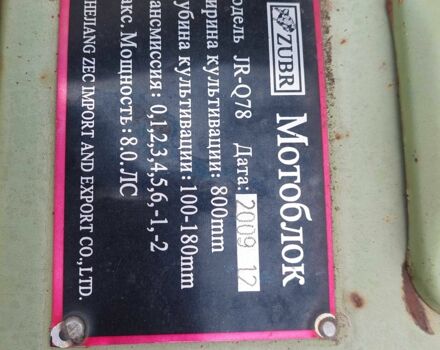 ZUBR
Мотоблок
одель JR-Q78 Дата: 2009 12
ирина культивации: 800mm
убина культивации: 100-180mm
ансмиссия: 0,1,2,3,4,5,6,-1,-2
акс. Мощность: 8.0 ЛС
HEJIANG ZEC IMPORT AND EXPORT CO.,LTD.